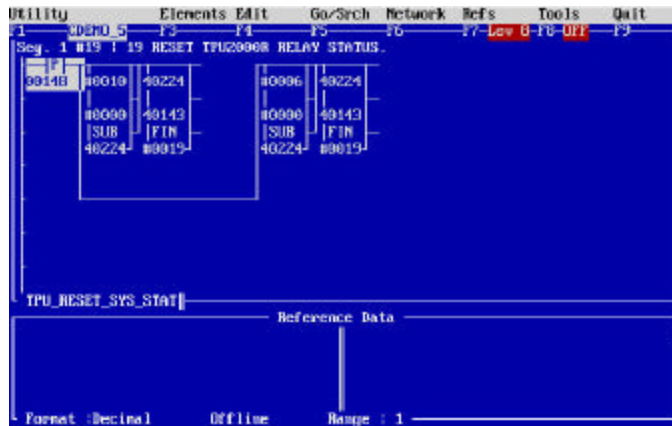 Utility Elements Edit Go/Srch Network Refs Tools Quit
F1 CDEMO_5 F3 F4 F5 F6 F7-Lev 8-F8-OFF F9
Seg. 1 #19 ! 19 RESET TPU2000R RELAY STATUS.
P
00148 #0010 40224 #0006 40224
#0000 40143 #0000 40143
SUB FIN SUB FIN
40224 #0019 40224 #0019
TPU_RESET_SYS_STAT
Reference Data
Format :Decimal Offline Range : 1